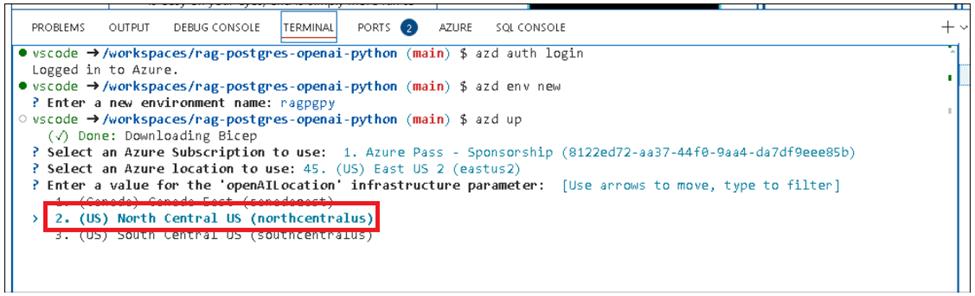 PROBLEMS OUTPUT DEBUG CONSOLE TERMINAL PORTS 2 AZURE SQL CONSOLE
vscode ➜ /workspaces/rag-postgres-openai-python (main) $ azd auth login
Logged in to Azure.
vscode ➜ /workspaces/rag-postgres-openai-python (main) $ azd env new
? Enter a new environment name: ragpgpy
vscode ➜ /workspaces/rag-postgres-openai-python (main) $ azd up
(✓) Done: Downloading Bicep
? Select an Azure Subscription to use: 1. Azure Pass - Sponsorship (8122ed72-aa37-44f0-9aa4-da7df9eee85b)
? Select an Azure location to use: 45. (US) East US 2 (eastus2)
? Enter a value for the 'openAILocation' infrastructure parameter: [Use arrows to move, type to filter]
1. (Canada) Canada East (canadaeast)
> 2. (US) North Central US (northcentralus)
3. (US) South Central US (southcentralus)